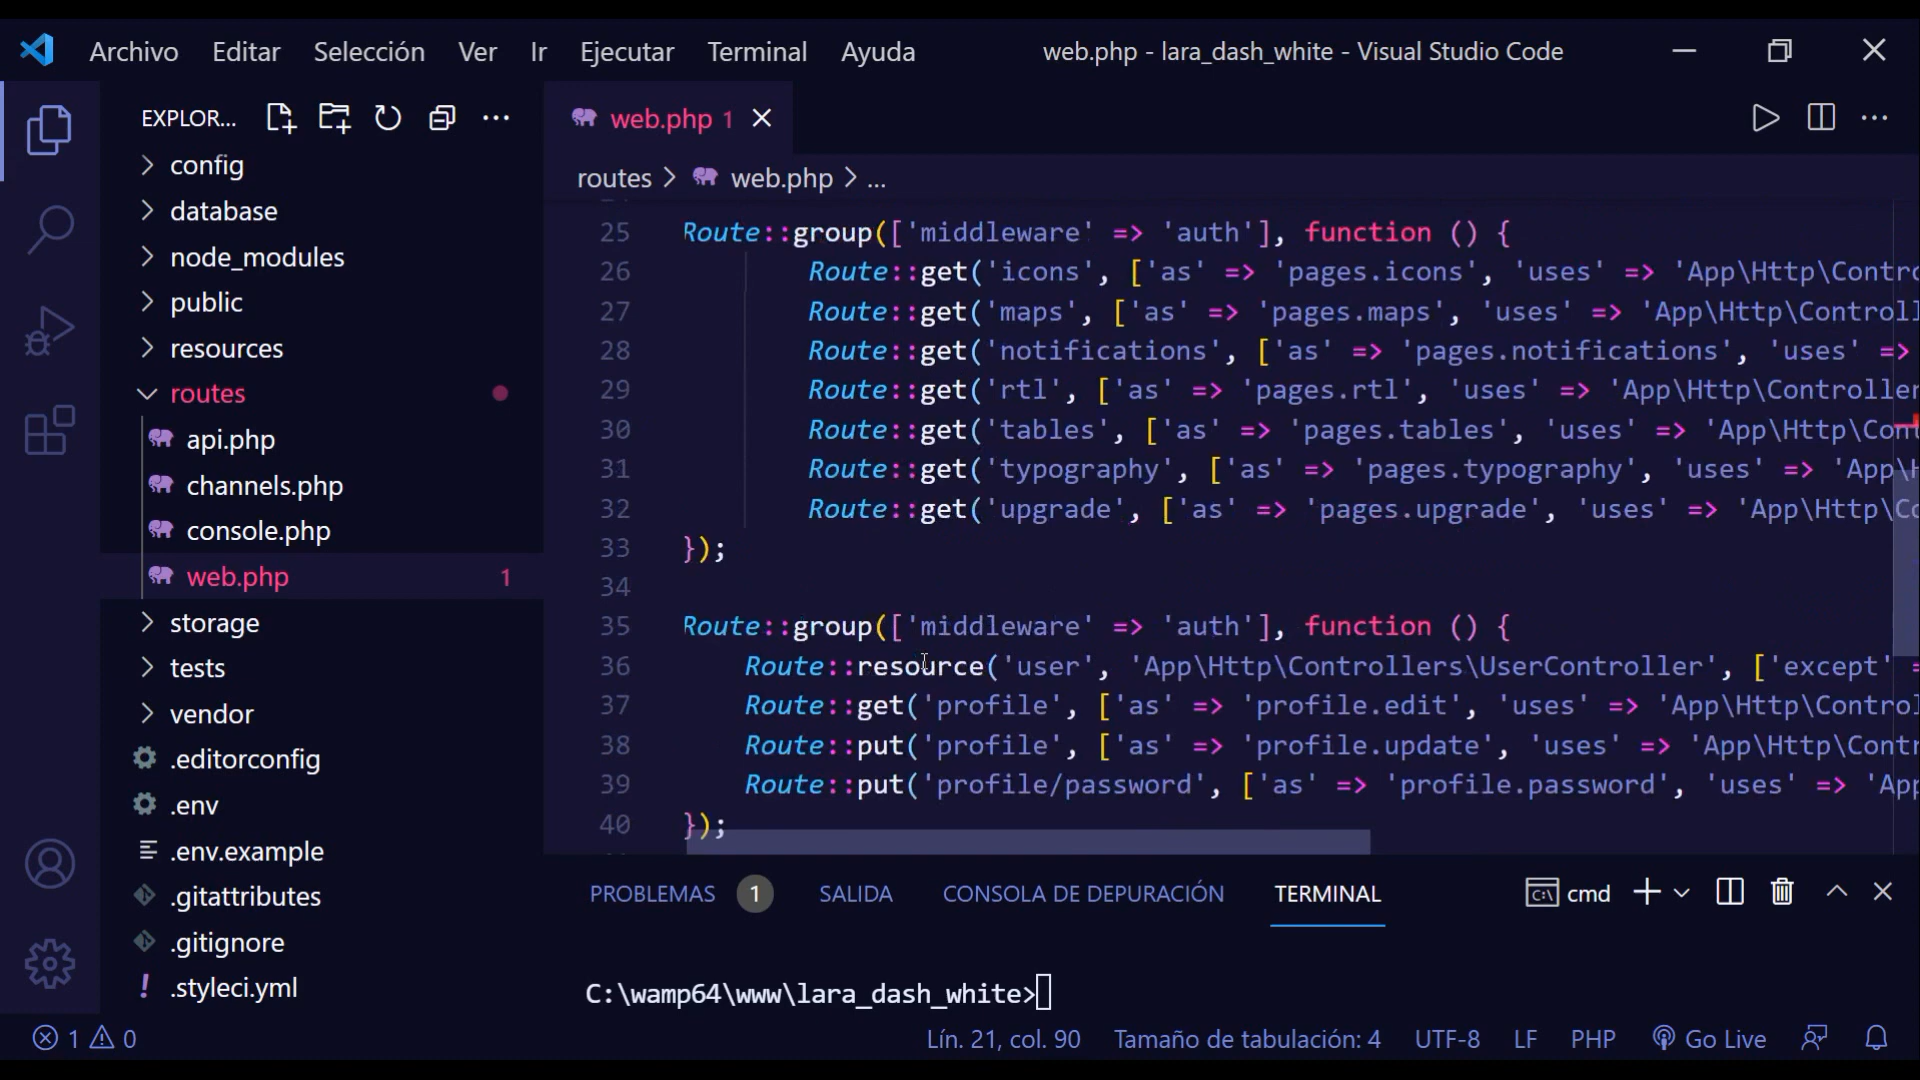 Archivo Editar Selección Ver Ir Ejecutar Terminal Ayuda web.php - lara_dash_white - Visual Studio Code
EXPLOR...
config
database
node_modules
public
resources
routes
api.php
channels.php
console.php
web.php 1
storage
tests
vendor
.editorconfig
.env
.env.example
.gitattributes
.gitignore
.styleci.yml
web.php 1
routes > web.php > ...
25 Route::group(['middleware' => 'auth'], function () {
26 Route::get('icons', ['as' => 'pages.icons', 'uses' => 'App\Http\Contro
27 Route::get('maps', ['as' => 'pages.maps', 'uses' => 'App\Http\Controll
28 Route::get('notifications', ['as' => 'pages.notifications', 'uses' =>
29 Route::get('rtl', ['as' => 'pages.rtl', 'uses' => 'App\Http\Controller
30 Route::get('tables', ['as' => 'pages.tables', 'uses' => 'App\Http\Cont
31 Route::get('typography', ['as' => 'pages.typography', 'uses' => 'App\H
32 Route::get('upgrade', ['as' => 'pages.upgrade', 'uses' => 'App\Http\Co
33 });
34
35 Route::group(['middleware' => 'auth'], function () {
36 Route::resource('user', 'App\Http\Controllers\UserController', ['except' =
37 Route::get('profile', ['as' => 'profile.edit', 'uses' => 'App\Http\Control
38 Route::put('profile', ['as' => 'profile.update', 'uses' => 'App\Http\Contr
39 Route::put('profile/password', ['as' => 'profile.password', 'uses' => 'App
40 });
PROBLEMAS 1 SALIDA CONSOLA DE DEPURACIÓN TERMINAL cmd
C:\wamp64\www\lara_dash_white>
1 0 Lín. 21, col. 90 Tamaño de tabulación: 4 UTF-8 LF PHP Go Live